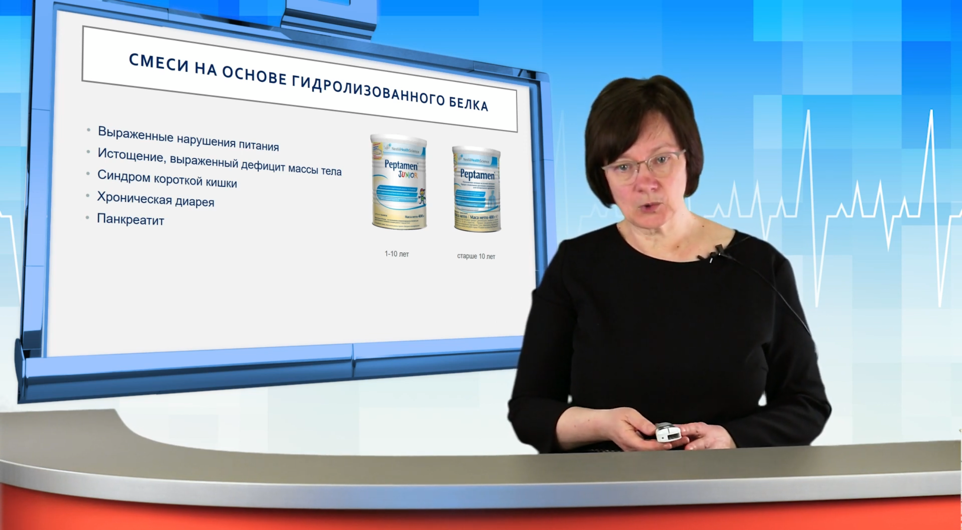 СМЕСИ НА ОСНОВЕ ГИДРОЛИЗОВАННОГО БЕЛКА
Выраженные нарушения питания
Истощение, выраженный дефицит массы тела
Синдром короткой кишки
Хроническая диарея
Панкреатит
Peptamen
JUNIOR
Peptamen
1-10 лет
старше 10 лет